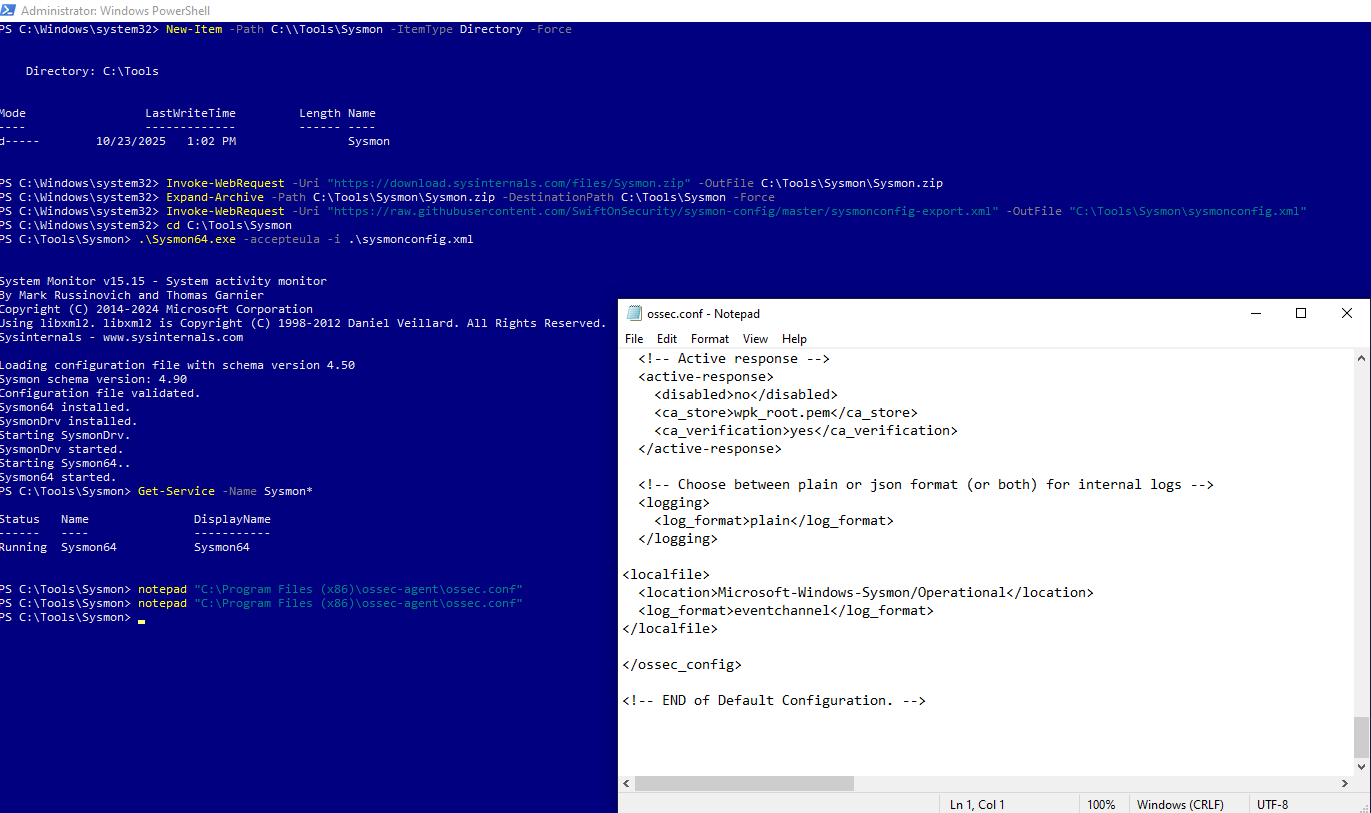 Administrator: Windows PowerShell
PS C:\Windows\system32> New-Item -Path C:\\Tools\Sysmon -ItemType Directory -Force
Directory: C:\Tools
Mode LastWriteTime Length Name
---- ------------- ------ ----
d----- 10/23/2025 1:02 PM Sysmon
PS C:\Windows\system32> Invoke-WebRequest -Uri "https://download.sysinternals.com/files/Sysmon.zip" -OutFile C:\Tools\Sysmon\Sysmon.zip
PS C:\Windows\system32> Expand-Archive -Path C:\Tools\Sysmon\Sysmon.zip -DestinationPath C:\Tools\Sysmon -Force
PS C:\Windows\system32> Invoke-WebRequest -Uri "https://raw.githubusercontent.com/SwiftOnSecurity/sysmon-config/master/sysmonconfig-export.xml" -OutFile "C:\Tools\Sysmon\sysmonconfig.xml"
PS C:\Windows\system32> cd C:\Tools\Sysmon
PS C:\Tools\Sysmon> .\Sysmon64.exe -accepteula -i .\sysmonconfig.xml
System Monitor v15.15 - System activity monitor
By Mark Russinovich and Thomas Garnier
Copyright (C) 2014-2024 Microsoft Corporation
Using libxml2. libxml2 is Copyright (C) 1998-2012 Daniel Veillard. All Rights Reserved.
Sysinternals - www.sysinternals.com
Loading configuration file with schema version 4.50
Sysmon schema version: 4.90
Configuration file validated.
Sysmon64 installed.
SysmonDrv installed.
Starting SysmonDrv.
SysmonDrv started.
Starting Sysmon64..
Sysmon64 started.
PS C:\Tools\Sysmon> Get-Service -Name Sysmon*
Status Name DisplayName
------ ---- -----------
Running Sysmon64 Sysmon64
PS C:\Tools\Sysmon> notepad "C:\Program Files (x86)\ossec-agent\ossec.conf"
PS C:\Tools\Sysmon> notepad "C:\Program Files (x86)\ossec-agent\ossec.conf"
PS C:\Tools\Sysmon>
ossec.conf - Notepad
File Edit Format View Help
<!-- Active response -->
<active-response>
<disabled>no</disabled>
<ca_store>wpk_root.pem</ca_store>
<ca_verification>yes</ca_verification>
</active-response>
<!-- Choose between plain or json format (or both) for internal logs -->
<logging>
<log_format>plain</log_format>
</logging>
<localfile>
<location>Microsoft-Windows-Sysmon/Operational</location>
<log_format>eventchannel</log_format>
</localfile>
</ossec_config>
<!-- END of Default Configuration. -->
Ln 1, Col 1 100% Windows (CRLF) UTF-8